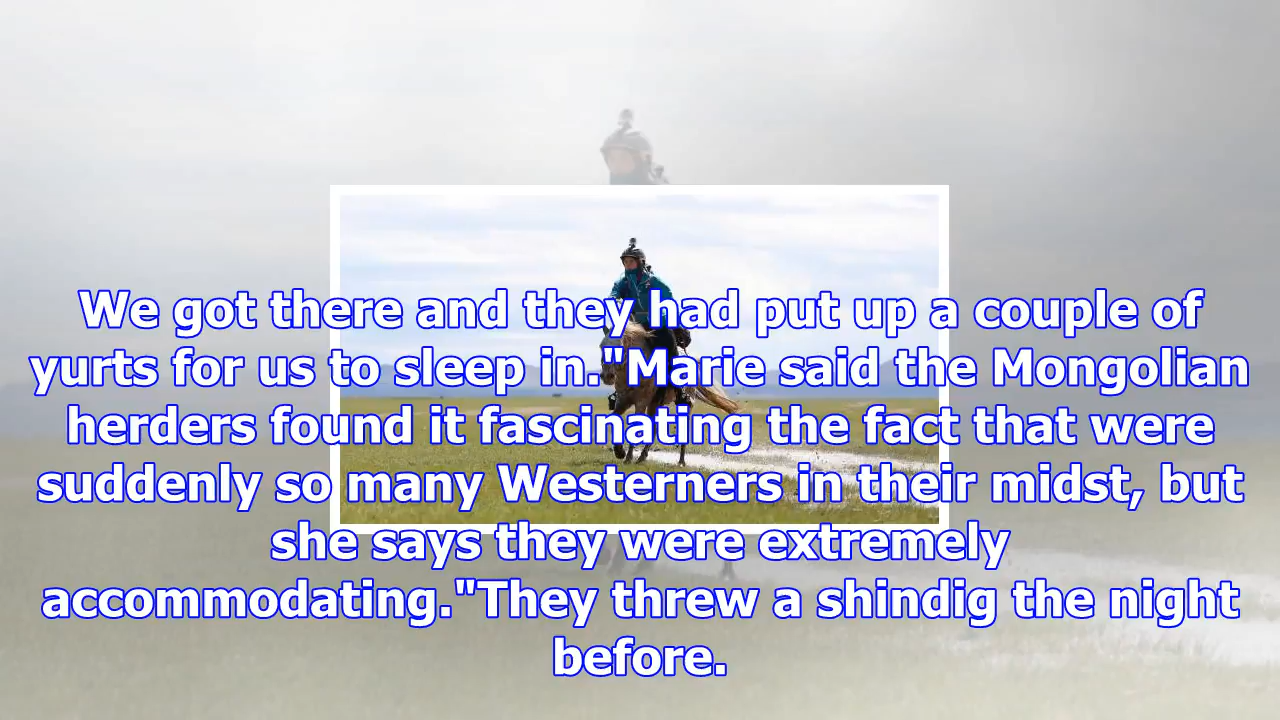 We got there and they had put up a couple of
yurts for us to sleep in."Marie said the Mongolian
herders found it fascinating the fact that were
suddenly so many Westerners in their midst, but
she says they were extremely
accommodating."They threw a shindig the night
before.